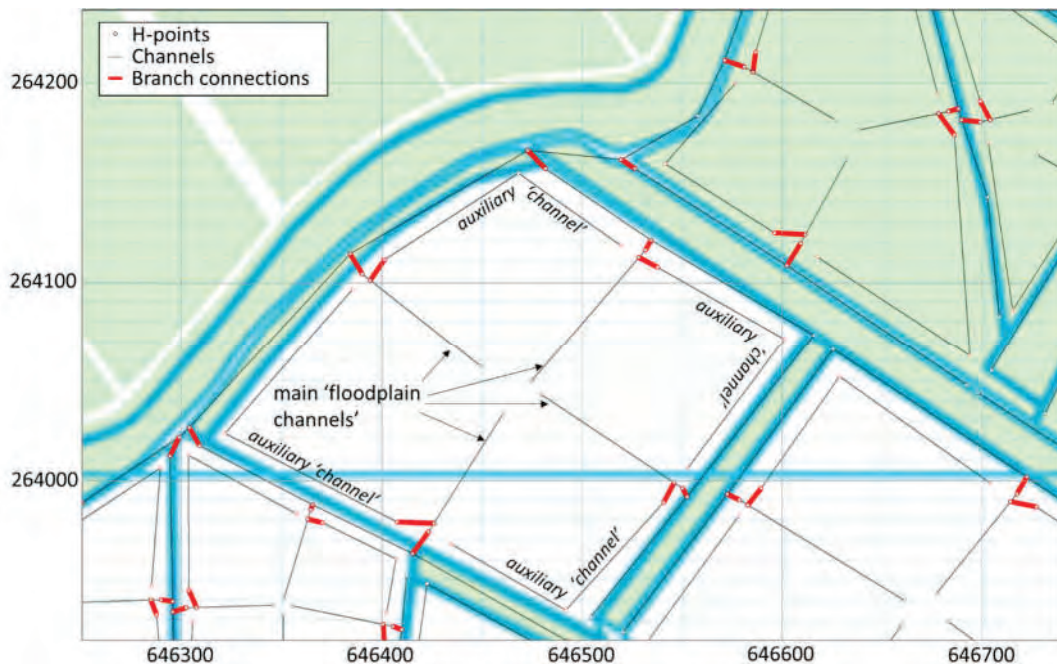 H-points
Channels
Branch connections
264200
264100
264000
auxiliary 'channel'
auxiliary 'channel'
main 'floodplain
channels'
auxiliary 'channel'
auxiliary 'channel'
646300
646400
646500
646600
646700